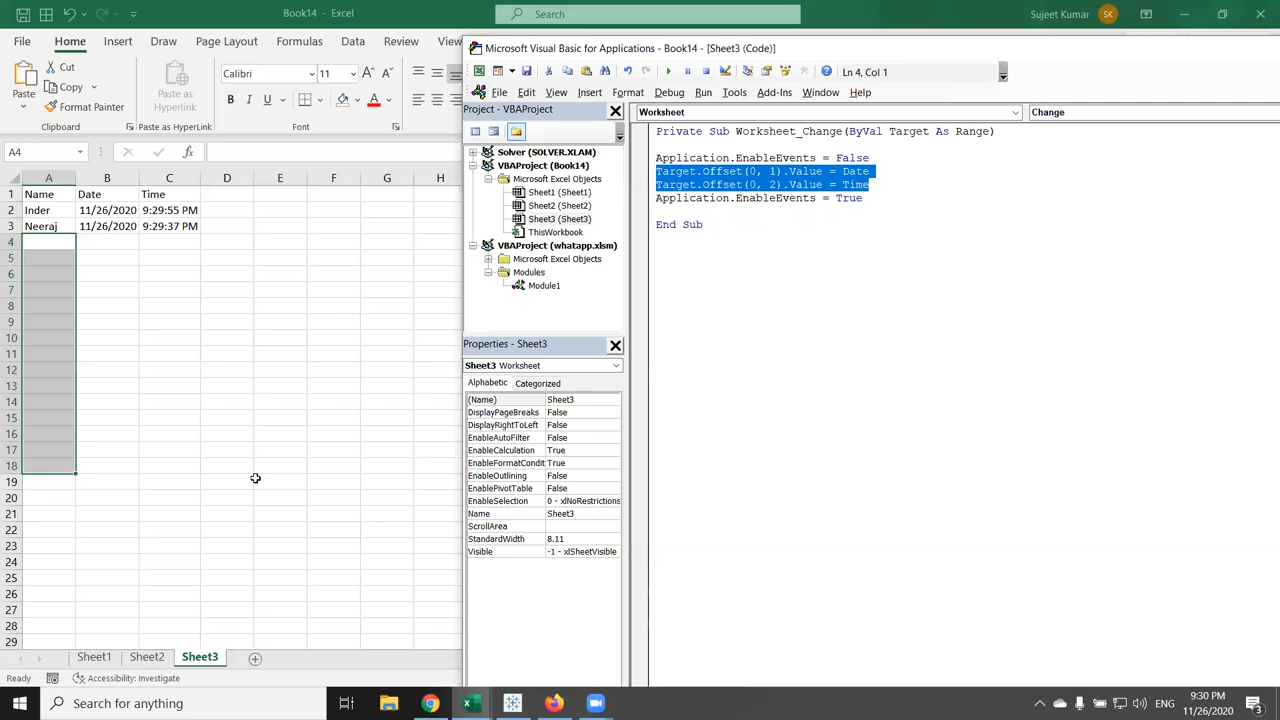 Book14 - Excel
Search
Sujeet Kumar
SK
File Home Insert Draw Page Layout Formulas Data Review View
Paste
Cut
Copy
Format Painter
Clipboard
Calibri 11
B I U
Font
Microsoft Visual Basic for Applications - Book14 - [Sheet3 (Code)]
Ln 4, Col
File Edit View Insert Format Debug Run Tools Add-Ins Window Help
Project - VBAProject
Solver (SOLVER.XLAM)
VBAProject (Book14)
Microsoft Excel Objects
Sheet1 (Sheet1)
Sheet2 (Sheet2)
Sheet3 (Sheet3)
ThisWorkbook
VBAProject (whatapp.xlsm)
Microsoft Excel Objects
Modules
Module1
Properties - Sheet3
Sheet3 Worksheet
Alphabetic Categorized
(Name) Sheet3
DisplayPageBreaks False
DisplayRightToLeft False
EnableAutoFilter False
EnableCalculation True
EnableFormatCondit True
EnableOutlining False
EnablePivotTable False
EnableSelection 0 - xlNoRestrictions
Name Sheet3
ScrollArea
StandardWidth 8.11
Visible -1 - xlSheetVisible
Worksheet
Change
Private Sub Worksheet_Change(ByVal Target As Range)
Application.EnableEvents = False
Target.Offset(0, 1).Value = Date
Target.Offset(0, 2).Value = Time
Application.EnableEvents = True
End Sub
A4
fx
A B C D E F G H
Name Date Time
2 Inder 11/26/2020 9:29:55 PM
3 Neeraj 11/26/2020 9:29:37 PM
4
5
6
7
8
9
10
11
12
13
14
15
16
17
18
19
20
21
22
23
24
25
26
27
28
29
Sheet1 Sheet2 Sheet3
Ready
Accessibility: Investigate
Search for anything
ENG
9:30 PM
11/26/2020
3